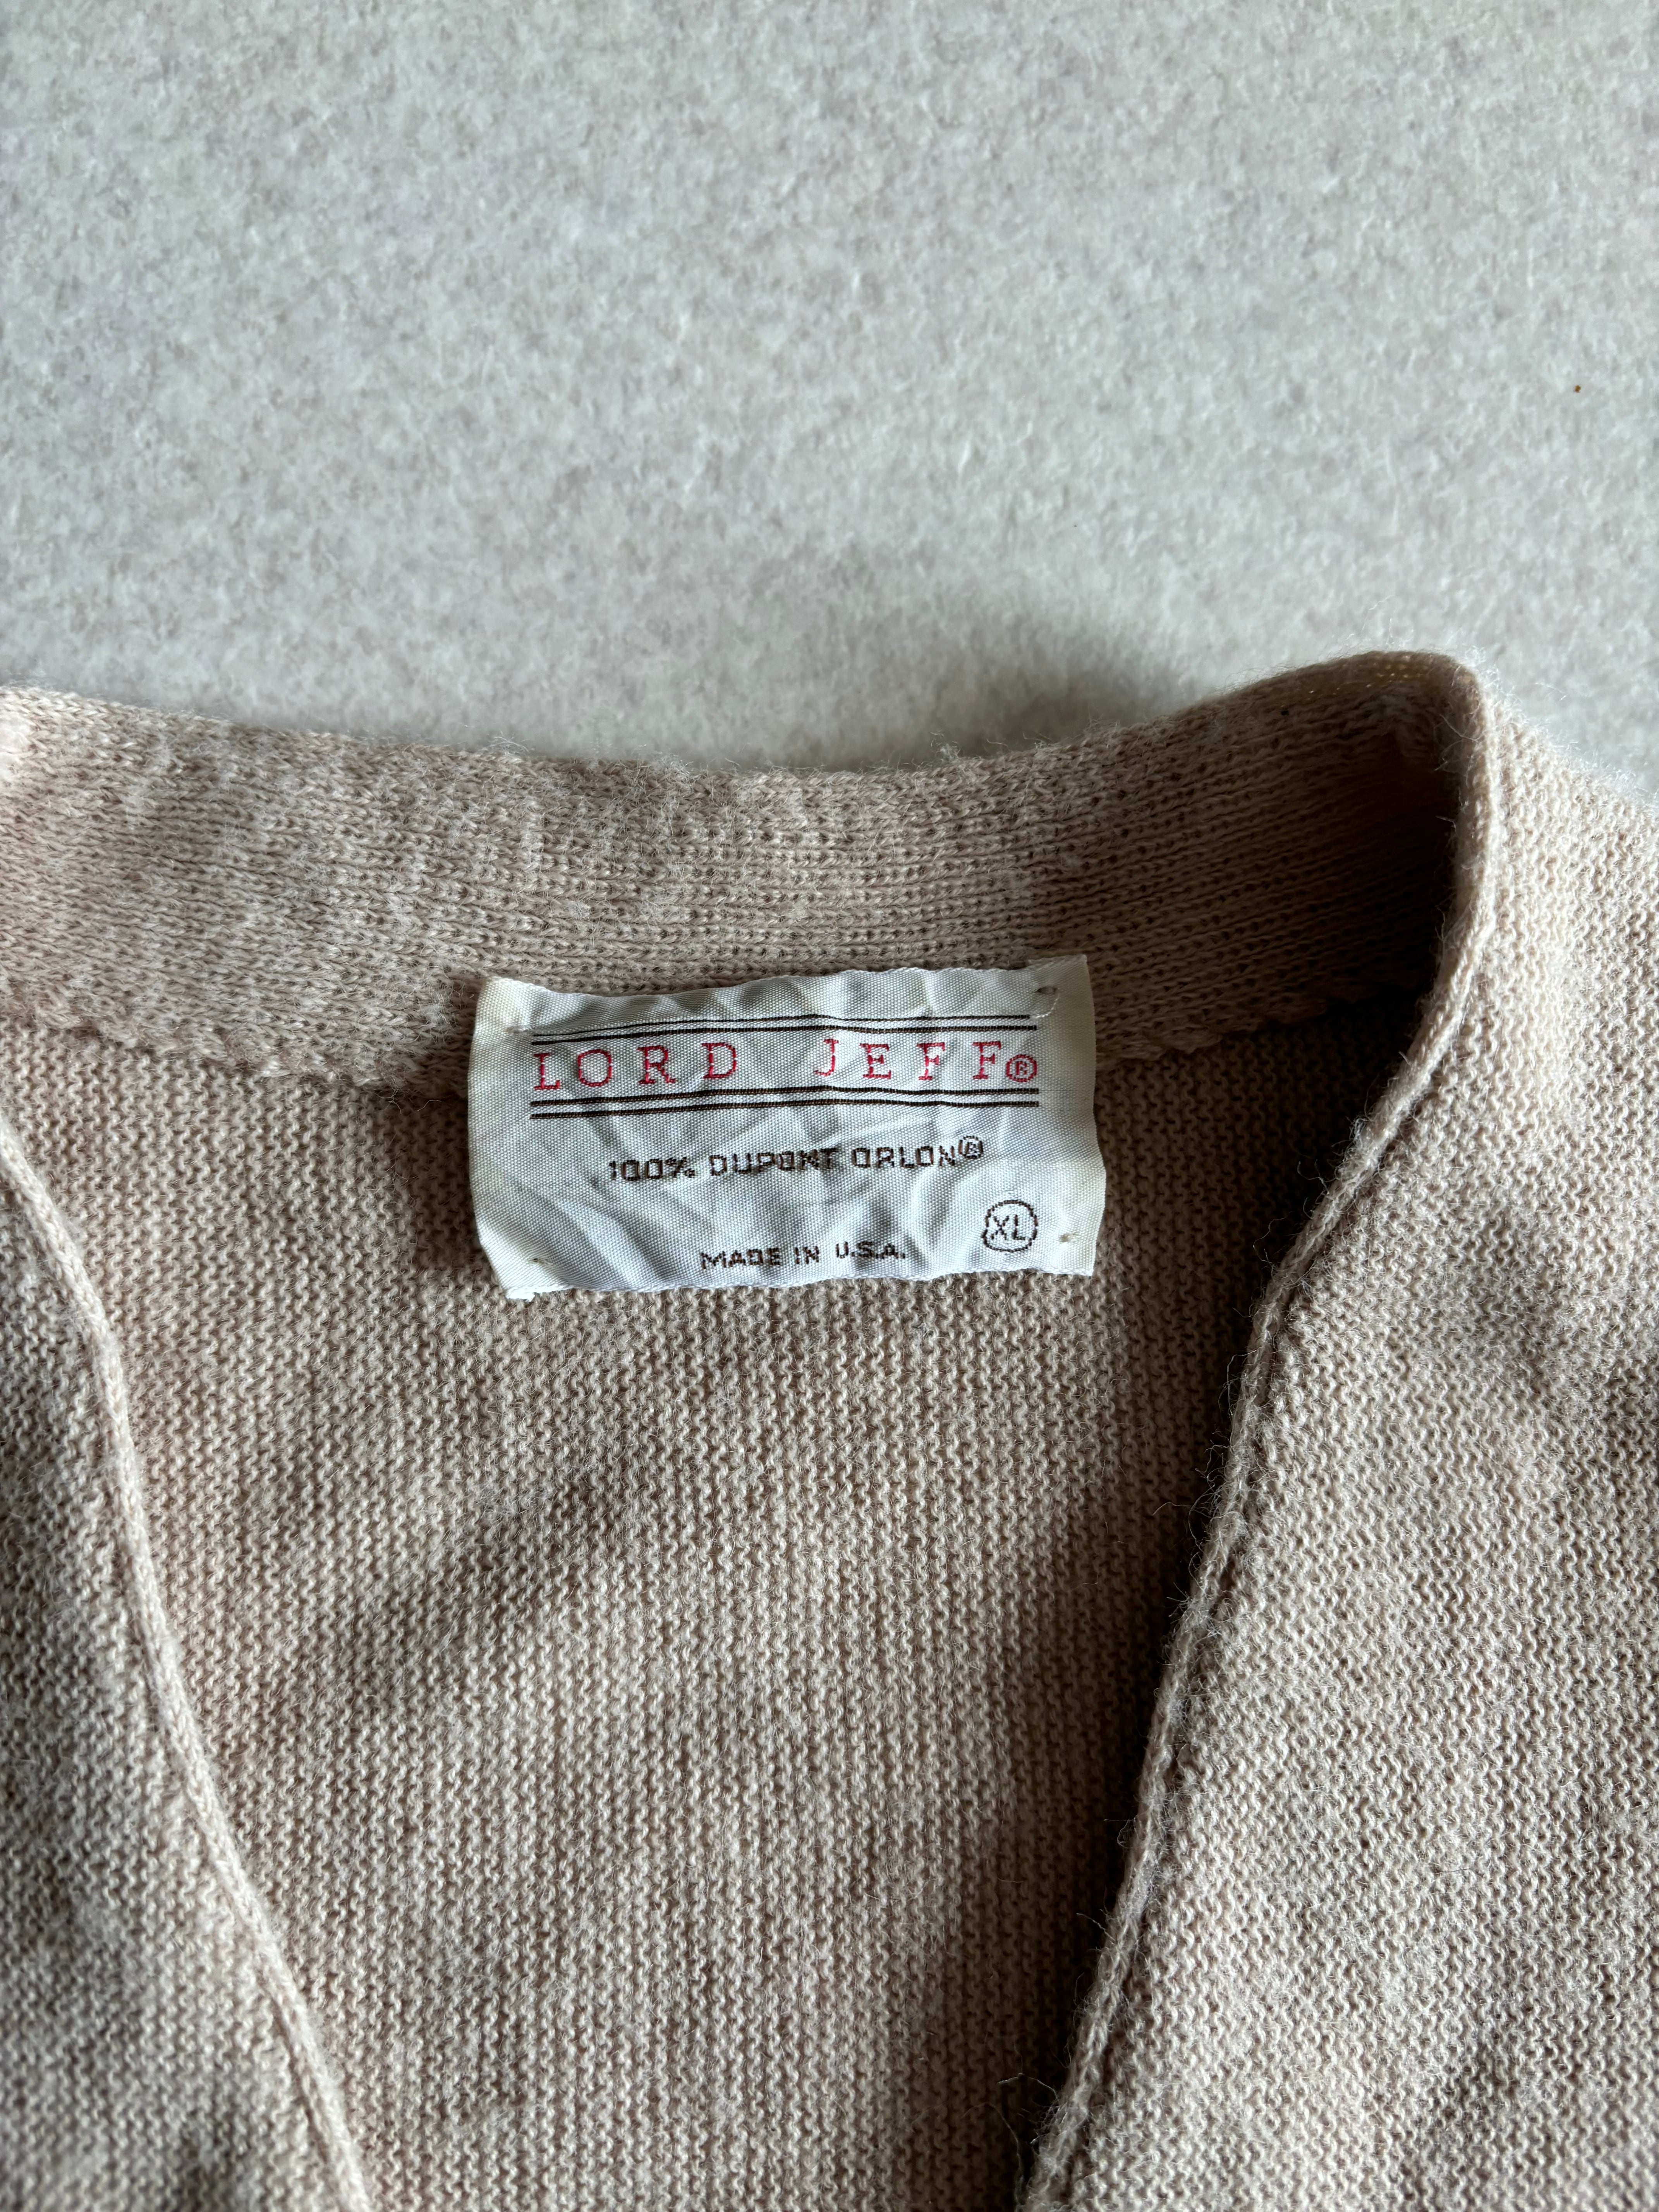 LORD JEFF®
100% DUPONT ORLON®
XL
MADE IN U.S.A.